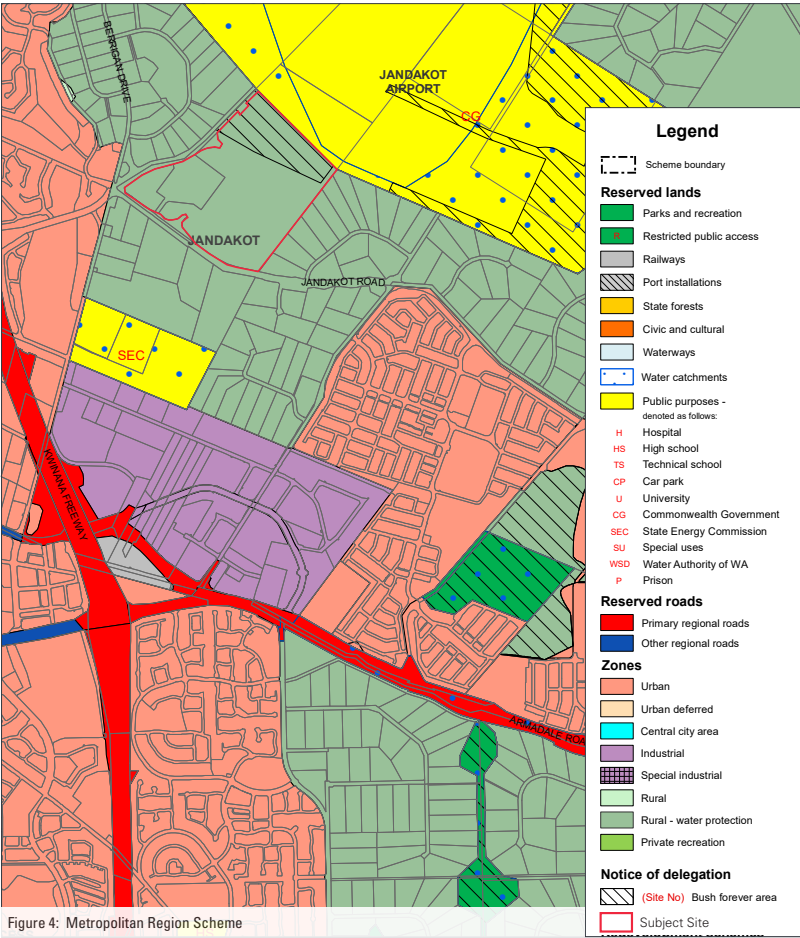 BERRIGAN DRIVE
JANDAKOT
AIRPORT
CG
JANDAKOT
JANDAKOT ROAD
SEC
KWINANA FREEWAY
ARMADALE ROA
Figure 4: Metropolitan Region Scheme
Legend
Scheme boundary
Reserved lands
Parks and recreation
R Restricted public access
Railways
Port installations
State forests
Civic and cultural
Waterways
Water catchments
Public purposes -
denoted as follows:
H Hospital
HS High school
TS Technical school
CP Car park
U University
CG Commonwealth Government
SEC State Energy Commission
SU Special uses
WSD Water Authority of WA
P Prison
Reserved roads
Primary regional roads
Other regional roads
Zones
Urban
Urban deferred
Central city area
Industrial
Special industrial
Rural
Rural - water protection
Private recreation
Notice of delegation
(Site No) Bush forever area
Subject Site